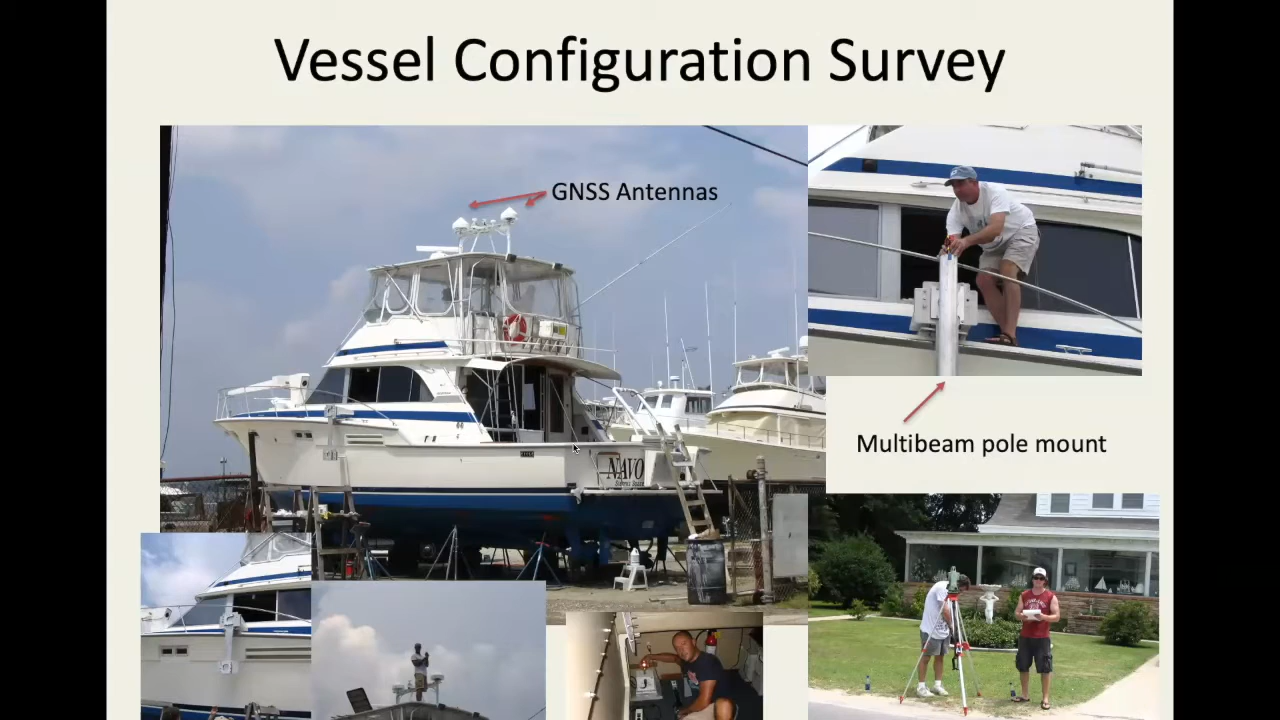 Vessel Configuration Survey
GNSS Antennas
Multibeam pole mount
NAVO